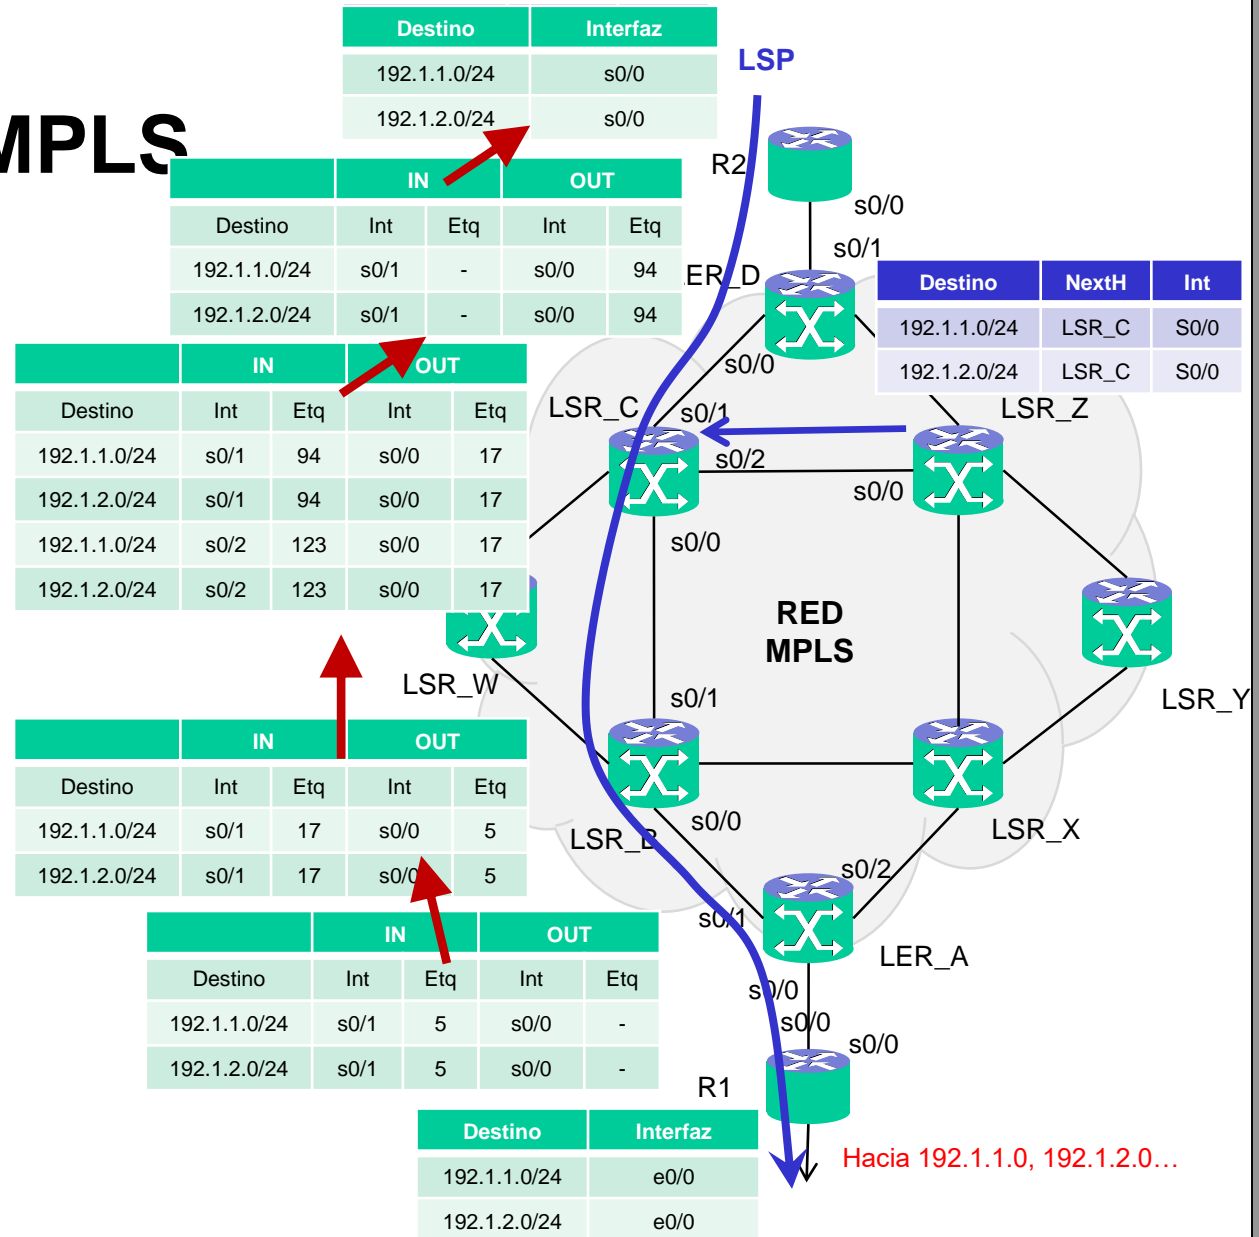 Destino Interfaz
192.1.1.0/24 s0/0
192.1.2.0/24 s0/0
LSP
MPLS
R2
IN OUT
Destino Int Etq Int Etq
192.1.1.0/24 s0/1 - s0/0 94
192.1.2.0/24 s0/1 - s0/0 94
s0/0
s0/1
ER_D
Destino NextH Int
192.1.1.0/24 LSR_C S0/0
192.1.2.0/24 LSR_C S0/0
s0/0
IN OUT
Destino Int Etq Int Etq
192.1.1.0/24 s0/1 94 s0/0 17
192.1.2.0/24 s0/1 94 s0/0 17
192.1.1.0/24 s0/2 123 s0/0 17
192.1.2.0/24 s0/2 123 s0/0 17
LSR_C
s0/1
LSR_Z
s0/2
s0/0
s0/0
RED
MPLS
LSR_W
LSR_Y
s0/1
IN OUT
Destino Int Etq Int Etq
192.1.1.0/24 s0/1 17 s0/0 5
192.1.2.0/24 s0/1 17 s0/0 5
s0/0
LSR_B
LSR_X
s0/2
s0/1
LER_A
IN OUT
Destino Int Etq Int Etq
192.1.1.0/24 s0/1 5 s0/0 -
192.1.2.0/24 s0/1 5 s0/0 -
s0/0
s0/0
s0/0
R1
Destino Interfaz
192.1.1.0/24 e0/0
192.1.2.0/24 e0/0
Hacia 192.1.1.0, 192.1.2.0…